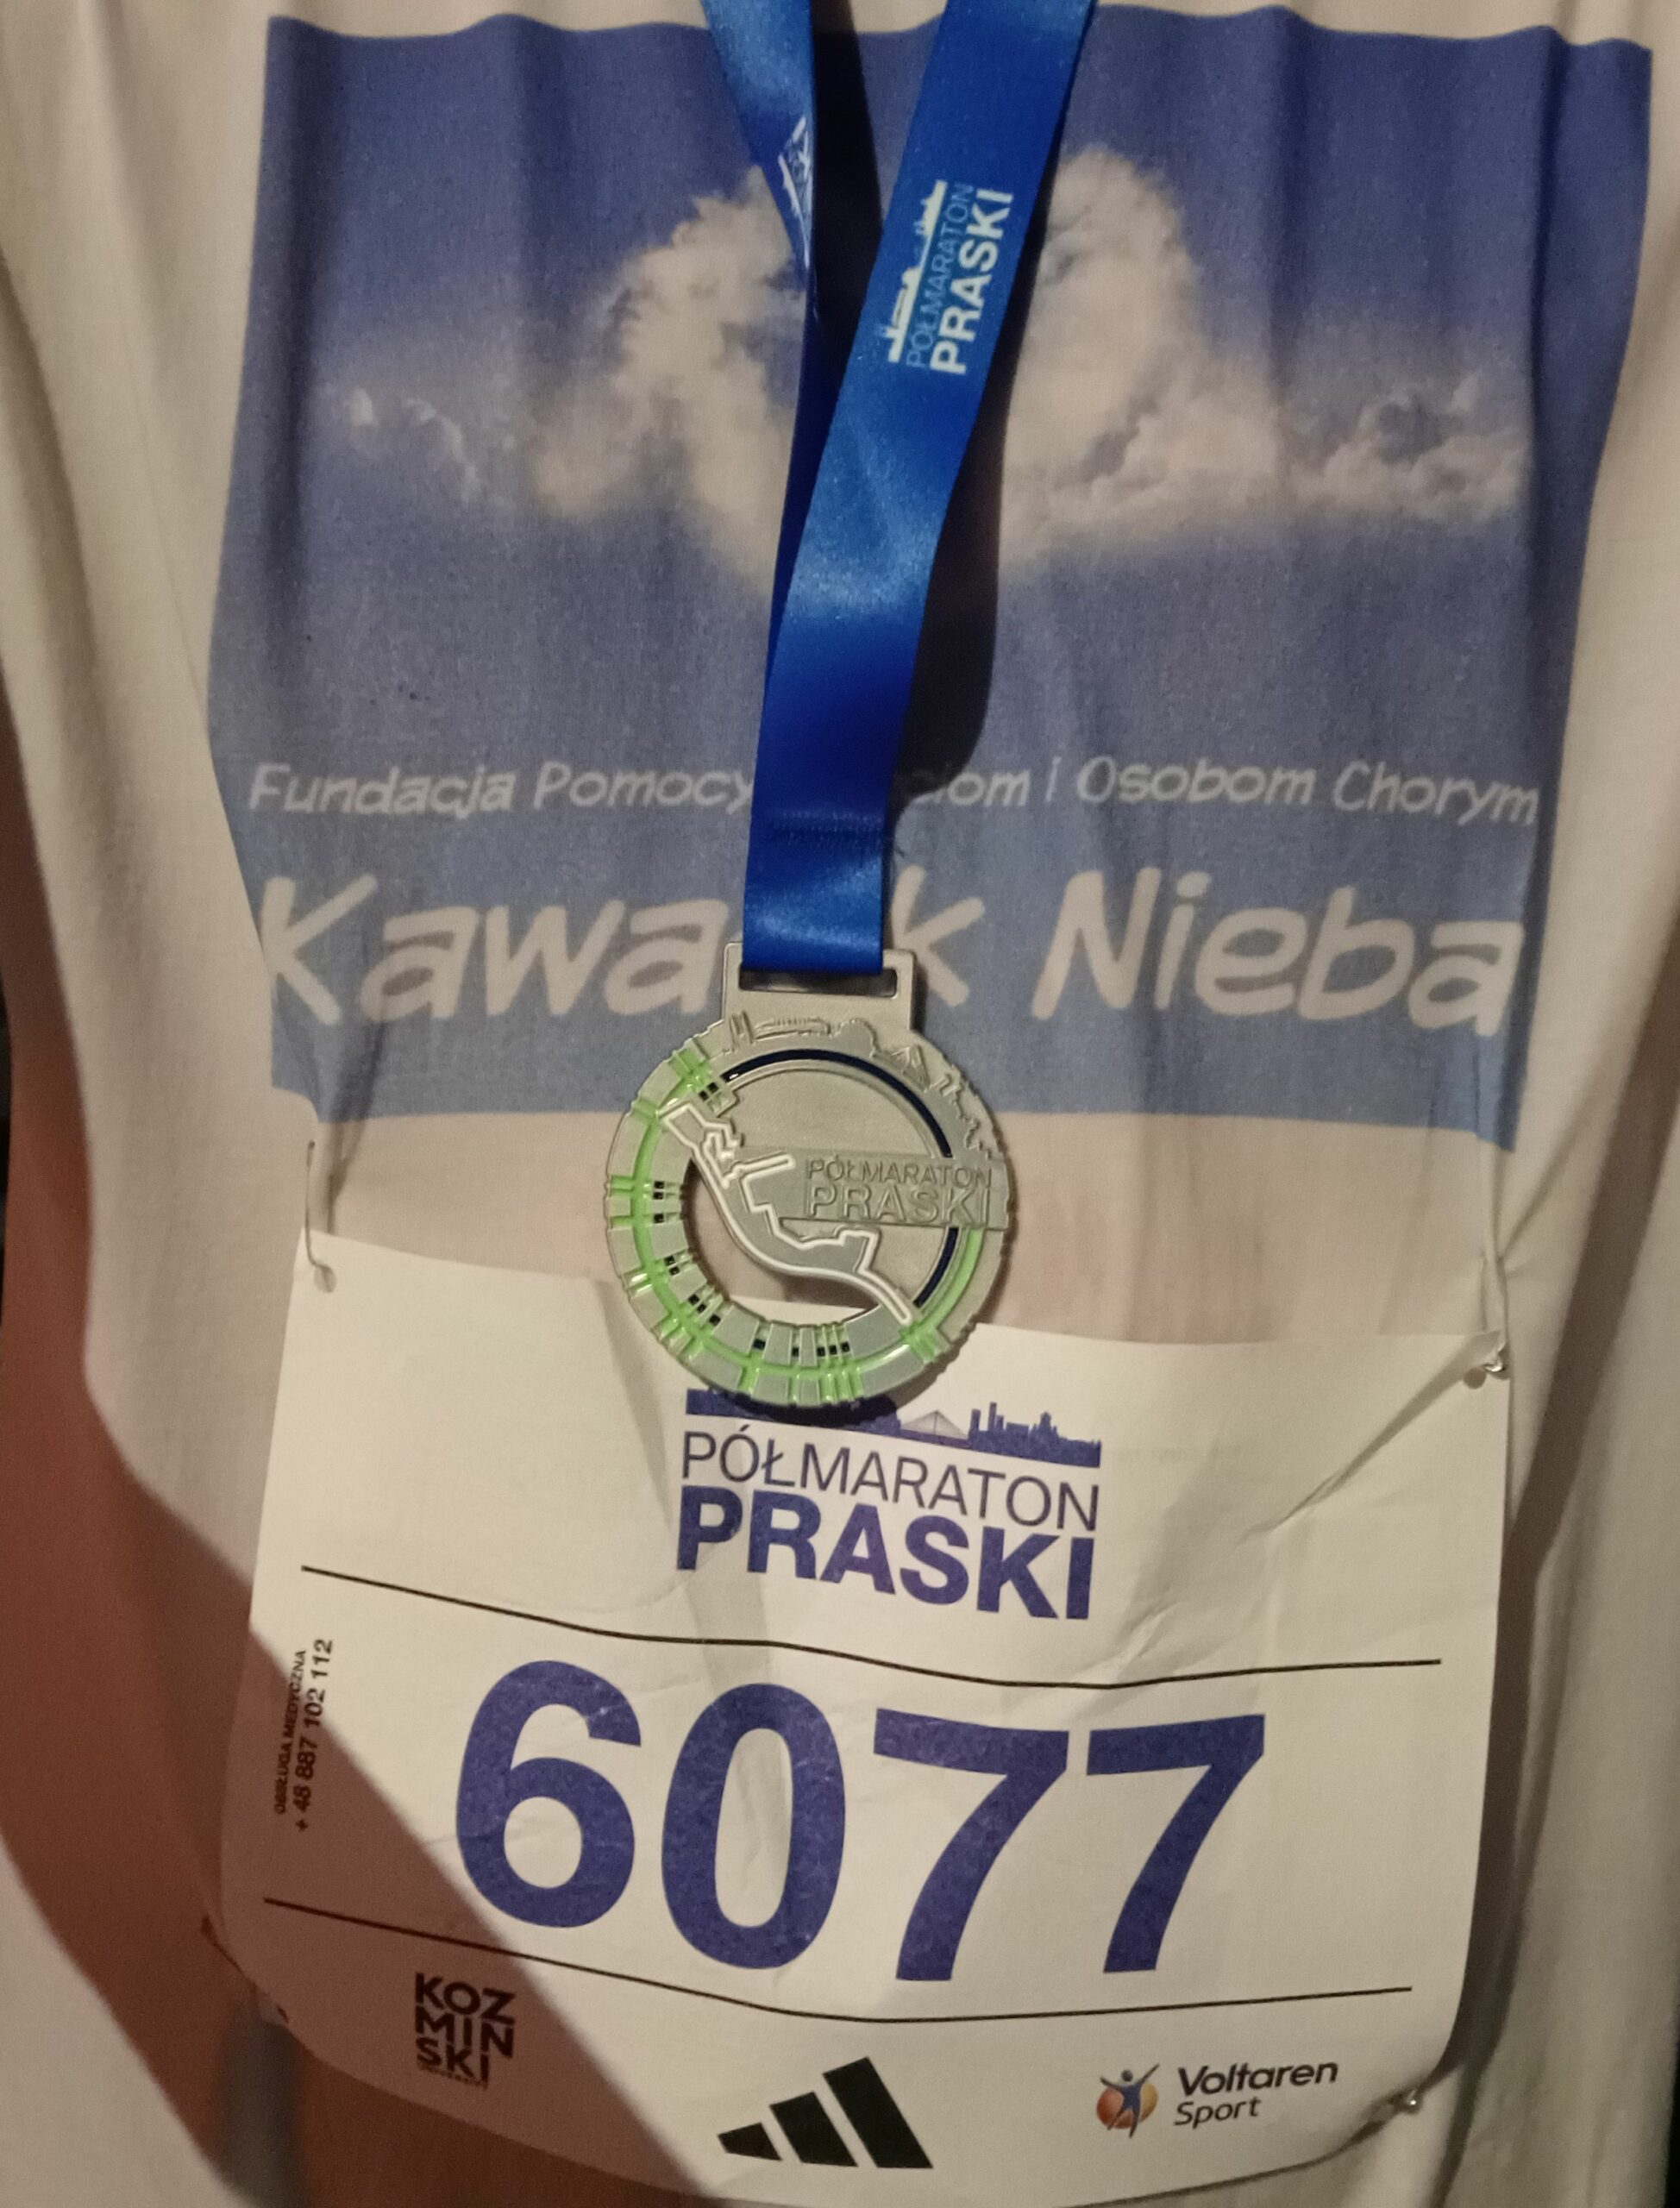 PÓŁMARATON
PRASKI
Fundacja Pomocy i Osobom Chorym
Nieba
PÓŁMARATON
PRASKI
PÓŁMARATON
PRASKI
OBSŁUGA MEDYCZNA
+ 48 887 102 112
6077
KOZ
MIN
SKI
Voltaren
Sport